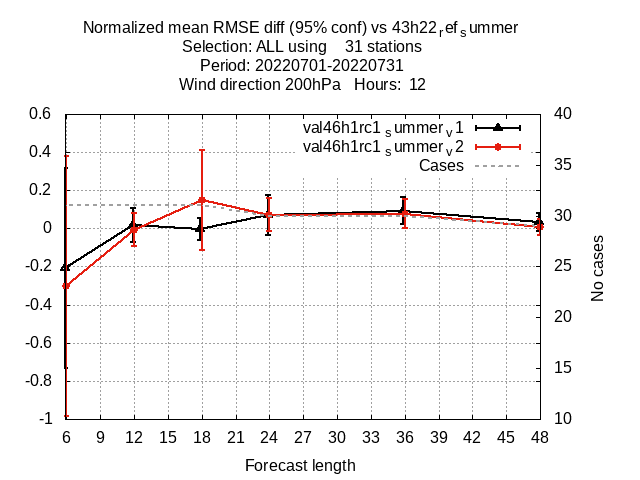 Normalized mean RMSE diff (95% conf) vs 43h22refsummer
Selection: ALL using 31 stations
Period: 20220701-20220731
Wind direction 200hPa Hours: 12
val46h1rc1summerv1
val46h1rc1summerv2
Cases
0.6
0.4
0.2
0
-0.2
-0.4
-0.6
-0.8
-1
40
35
30
25
20
15
10
No cases
6 9 12 15 18 21 24 27 30 33 36 39 42 45 48
Forecast length